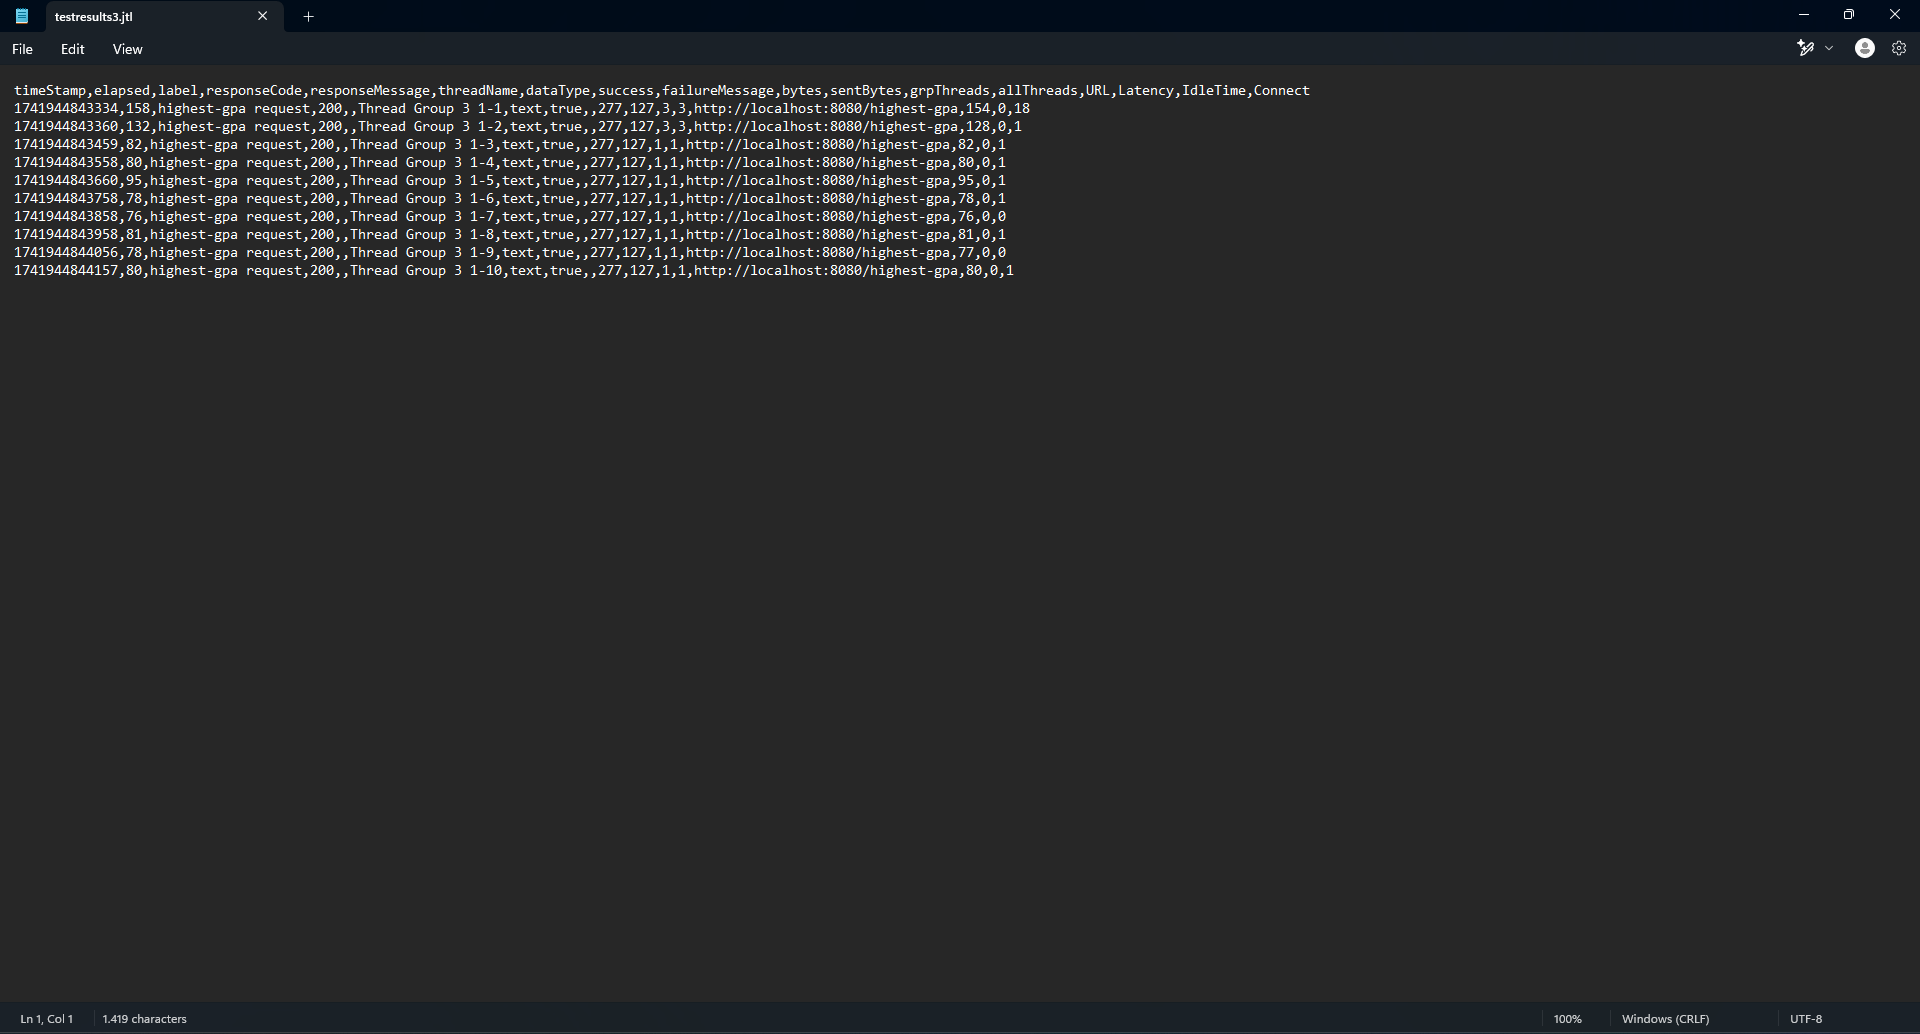 testresults3.jtl
File Edit View
timeStamp,elapsed,label,responseCode,responseMessage,threadName,dataType,success,failureMessage,bytes,sentBytes,grpThreads,allThreads,URL,Latency,IdleTime,Connect
1741944843334,158,highest-gpa request,200,,Thread Group 3 1-1,text,true,,277,127,3,3,http://localhost:8080/highest-gpa,154,0,18
1741944843360,132,highest-gpa request,200,,Thread Group 3 1-2,text,true,,277,127,3,3,http://localhost:8080/highest-gpa,128,0,1
1741944843459,82,highest-gpa request,200,,Thread Group 3 1-3,text,true,,277,127,1,1,http://localhost:8080/highest-gpa,82,0,1
1741944843558,80,highest-gpa request,200,,Thread Group 3 1-4,text,true,,277,127,1,1,http://localhost:8080/highest-gpa,80,0,1
1741944843660,95,highest-gpa request,200,,Thread Group 3 1-5,text,true,,277,127,1,1,http://localhost:8080/highest-gpa,95,0,1
1741944843758,78,highest-gpa request,200,,Thread Group 3 1-6,text,true,,277,127,1,1,http://localhost:8080/highest-gpa,78,0,1
1741944843858,76,highest-gpa request,200,,Thread Group 3 1-7,text,true,,277,127,1,1,http://localhost:8080/highest-gpa,76,0,0
1741944843958,81,highest-gpa request,200,,Thread Group 3 1-8,text,true,,277,127,1,1,http://localhost:8080/highest-gpa,81,0,1
1741944844056,78,highest-gpa request,200,,Thread Group 3 1-9,text,true,,277,127,1,1,http://localhost:8080/highest-gpa,77,0,0
1741944844157,80,highest-gpa request,200,,Thread Group 3 1-10,text,true,,277,127,1,1,http://localhost:8080/highest-gpa,80,0,1
Ln 1, Col 1 1.419 characters 100% Windows (CRLF) UTF-8